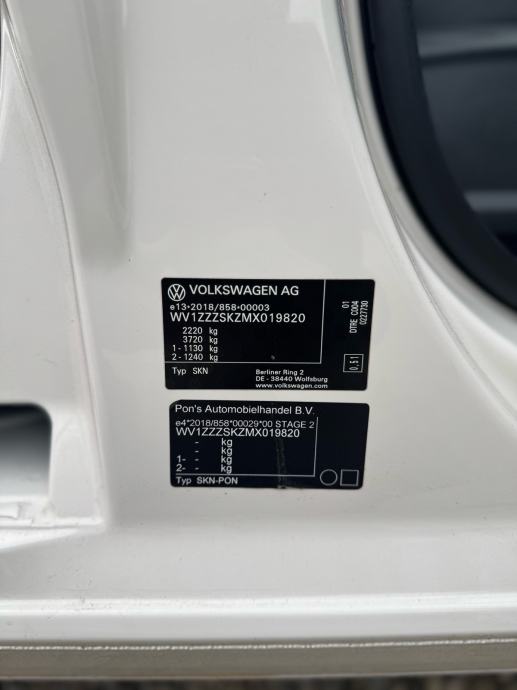 VOLKSWAGEN AG
e13*2018/858*00003
WV1ZZZSKZMX019820
2220 kg
3720 kg
1 - 1130 kg
2 - 1240 kg
Typ SKN
Berliner Ring 2
DE - 38440 Wolfsburg
www.volkswagen.com
01
DTRE C004
0227730
0,51
Pon's Automobielhandel B.V.
e4*2018/858*00029*00 STAGE 2
WV1ZZZSKZMX019820
- kg
- kg
1- - kg
2- - kg
Typ SKN-PON